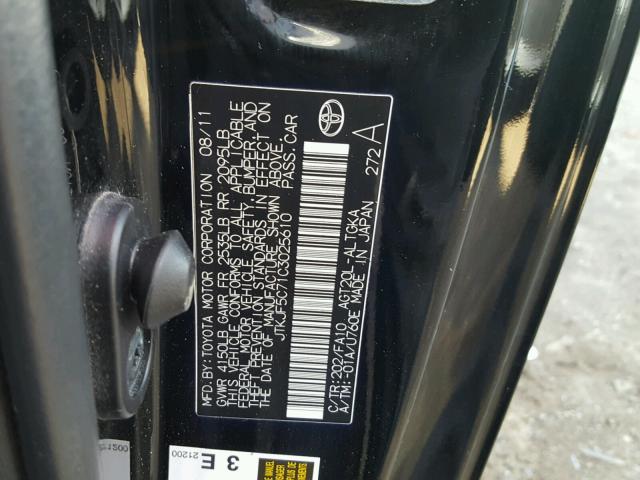 MFD.BY:TOYOTA MOTOR CORPORATION 08/11
GVWR 4150LB GAWR FR 2535LB RR 2095LB
THIS VEHICLE CONFORMS TO ALL APPLICABLE
FEDERAL MOTOR VEHICLE SAFETY, BUMPER, AND
THEFT PREVENTION STANDARDS IN EFFECT ON
THE DATE OF MANUFACTURE SHOWN ABOVE.
JTKJF5C77C3025610 PASS.CAR
C/TR:202/FA10 AGT20L-ALTGKA
A/TM:-01A/U760E MADE IN JAPAN
272 A
21200
3 E